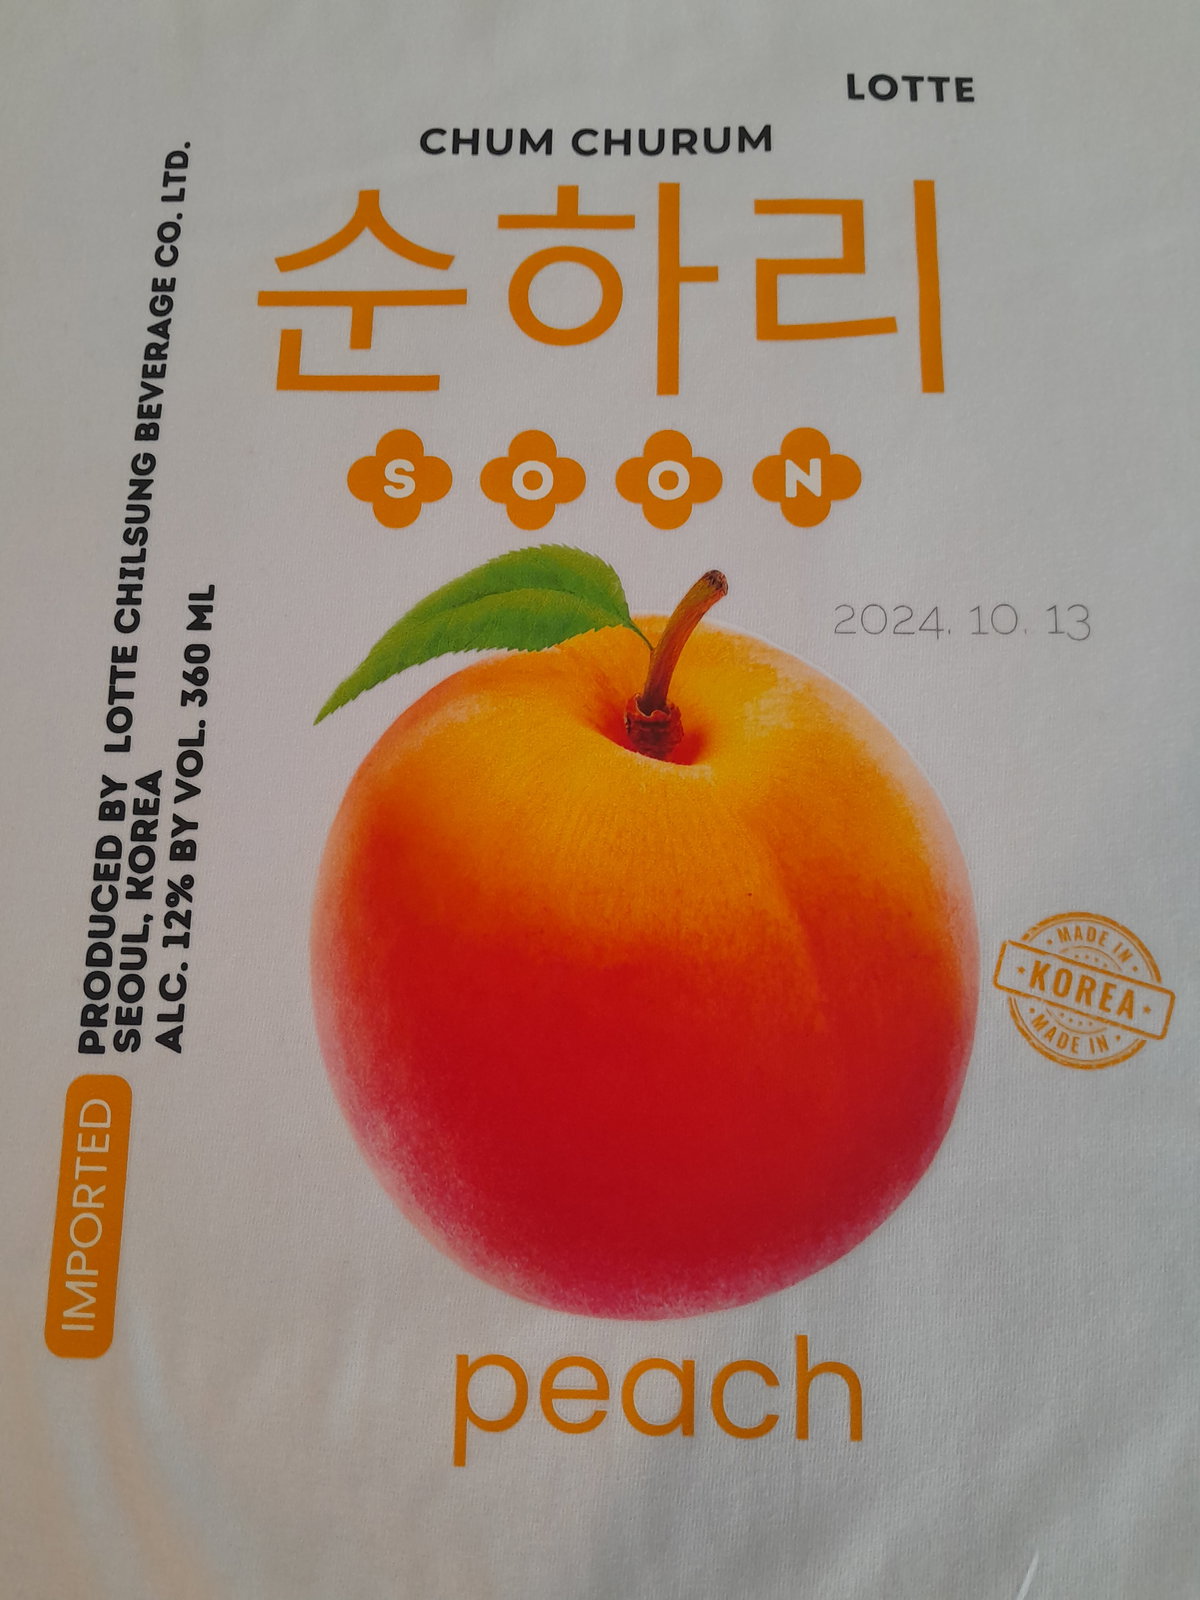 LOTTE
CHUM CHURUM
순하리
SOON
2024. 10. 13
PRODUCED BY LOTTE CHILSUNG BEVERAGE CO. LTD.
SEOUL, KOREA
ALC. 12% BY VOL. 360 ML
IMPORTED
MADE IN
KOREA
MADE IN
peach